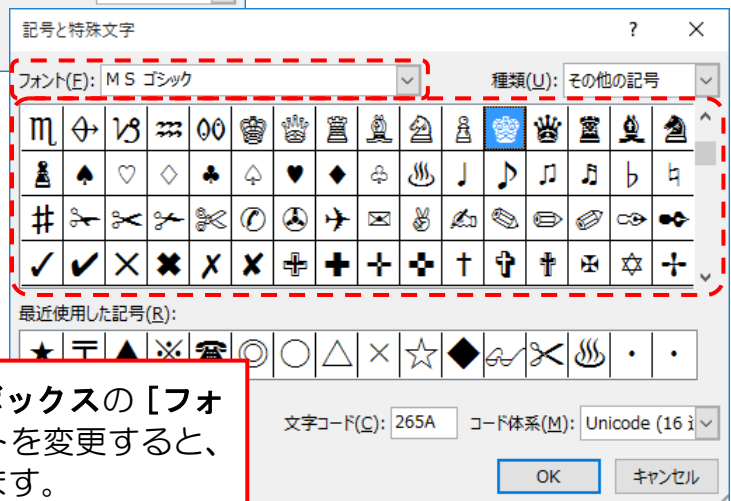 記号と特殊文字 ? ×
フォント(F): ＭＳ ゴシック 種類(U): その他の記号
♏ ♐ ♑ ♒ ♓ ♔ ♕ ♖ ♗ ♘ ♙ ♚ ♛ ♜ ♝ ♞
♟ ♠ ♡ ♢ ♣ ♤ ♥ ♦ ♧ ♨ ♩ ♪ ♫ ♬ ♭ ♮
♯ ✁ ✂ ✃ ✄ ✆ ✇ ✈ ✉ ✌ ✍ ✎ ✏ ✐ ✑ ✒
✓ ✔ ✕ ✖ ✗ ✘ ✙ ✚ ✛ ✜ ✝ ✞ ✟ ✠ ✡ ✢
最近使用した記号(R):
★ 〒 ▲ ※ ☎ ◎ ○ △ × ☆ ◆ 👓 ✂ ♨ ・ ・
ボックスの［フォ
トを変更すると、
ます。
文字コード(C): 265A コード体系(M): Unicode (16
OK キャンセル